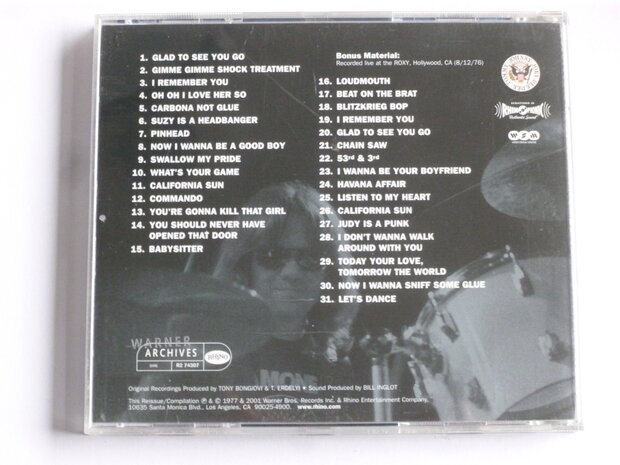 1. GLAD TO SEE YOU GO
2. GIMME GIMME SHOCK TREATMENT
3. I REMEMBER YOU
4. OH OH I LOVE HER SO
5. CARBONA NOT GLUE
6. SUZY IS A HEADBANGER
7. PINHEAD
8. NOW I WANNA BE A GOOD BOY
9. SWALLOW MY PRIDE
10. WHAT'S YOUR GAME
11. CALIFORNIA SUN
12. COMMANDO
13. YOU'RE GONNA KILL THAT GIRL
14. YOU SHOULD NEVER HAVE
OPENED THAT DOOR
15. BABYSITTER
Bonus Material:
Recorded live at the ROXY, Hollywood, CA (8/12/76)
16. LOUDMOUTH
17. BEAT ON THE BRAT
18. BLITZKRIEG BOP
19. I REMEMBER YOU
20. GLAD TO SEE YOU GO
21. CHAIN SAW
22. 53rd & 3rd
23. I WANNA BE YOUR BOYFRIEND
24. HAVANA AFFAIR
25. LISTEN TO MY HEART
26. CALIFORNIA SUN
27. JUDY IS A PUNK
28. I DON'T WANNA WALK
AROUND WITH YOU
29. TODAY YOUR LOVE,
TOMORROW THE WORLD
30. NOW I WANNA SNIFF SOME GLUE
31. LET'S DANCE
REMASTERED IN
RHINOPHONIC
Authentic Sound
WSM
WARNER
ARCHIVES
RHINO
R2 74307
Original Recordings Produced by TONY BONGIOVI & T. ERDELYI ★ Sound Produced by BILL INGLOT
This Reissue/Compilation ℗ & © 1977 & 2001 Warner Bros. Records Inc. & Rhino Entertainment Company,
10635 Santa Monica Blvd., Los Angeles, CA 90025-4900. www.rhino.com